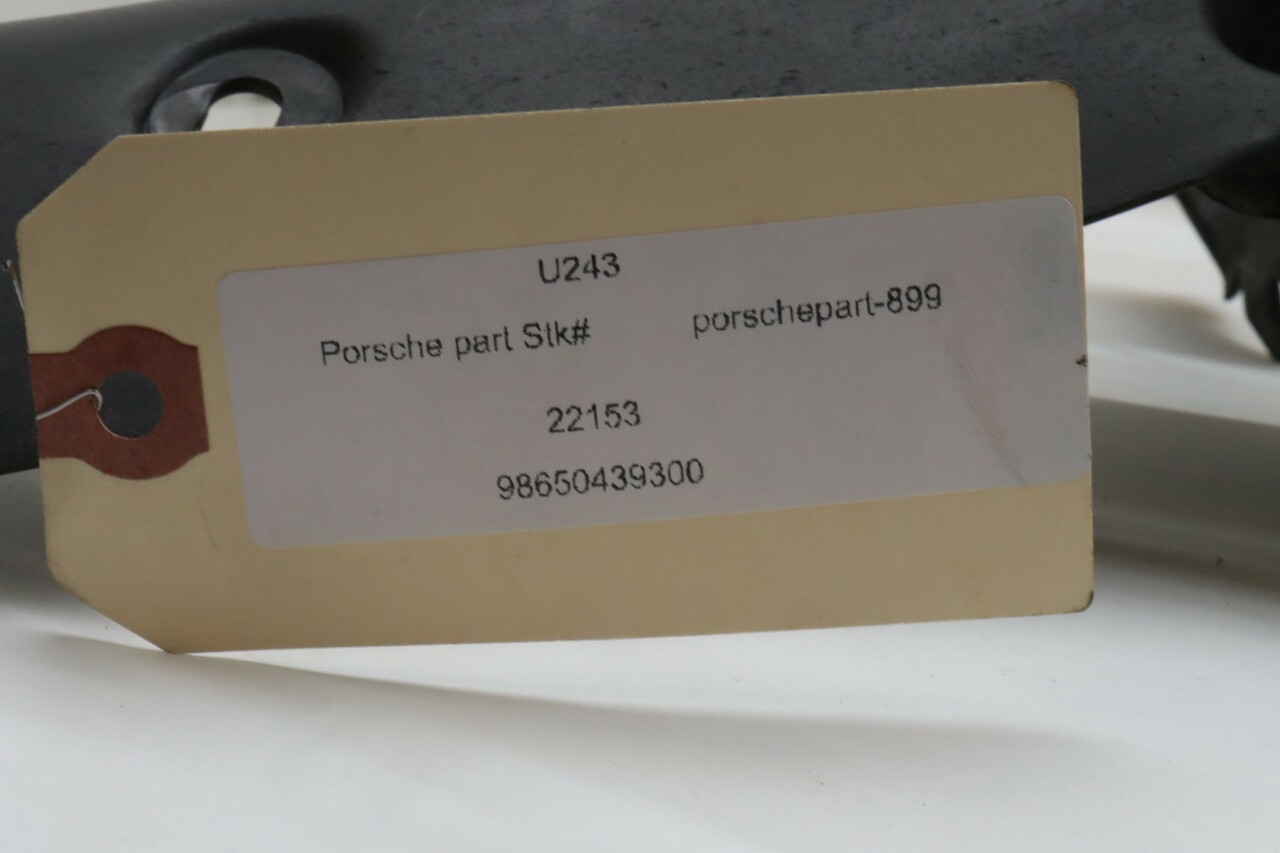 U243
Porsche part Stk# porschepart-899
22153
98650439300